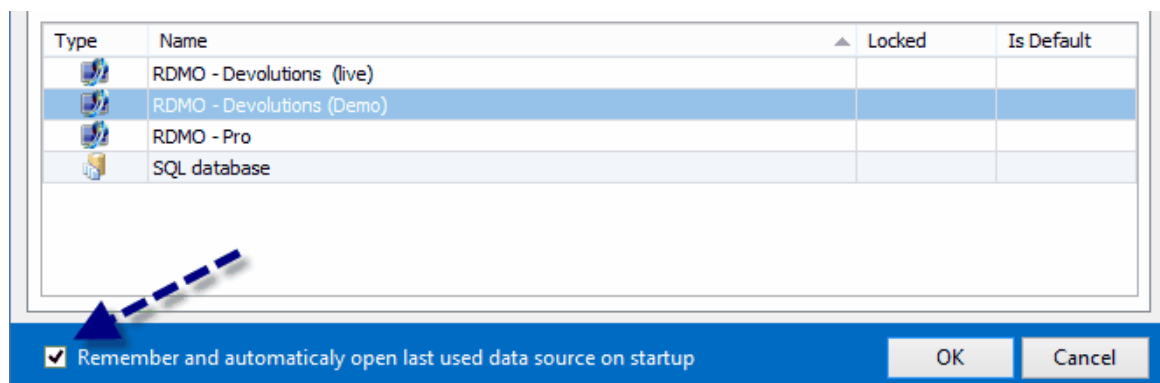 Type Name Locked Is Default
RDMO - Devolutions (live)
RDMO - Devolutions (Demo)
RDMO - Pro
SQL database
Remember and automaticaly open last used data source on startup OK Cancel